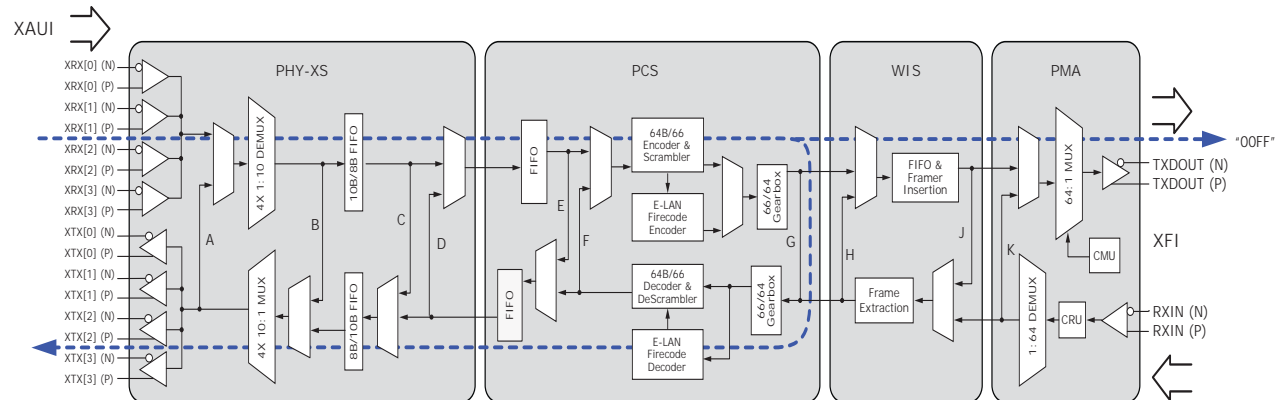 XAUI
PHY-XS
PCS
WIS
PMA
XRX[0] (N)
XRX[0] (P)
XRX[1] (N)
XRX[1] (P)
XRX[2] (N)
XRX[2] (P)
XRX[3] (N)
XRX[3] (P)
XTX[0] (N)
XTX[0] (P)
XTX[1] (N)
XTX[1] (P)
XTX[2] (N)
XTX[2] (P)
XTX[3] (N)
XTX[3] (P)
4X 1: 10 DEMUX
10B/8B FIFO
A
B
C
D
4X 10: 1 MUX
8B/10B FIFO
FIFO
E
F
64B/66
Encoder &
Scrambler
E-LAN
Firecode
Encoder
66/64
Gearbox
G
FIFO
64B/66
Decoder &
DeScrambler
E-LAN
Firecode
Decoder
66/64
Gearbox
FIFO &
Framer
Insertion
H
J
Frame
Extraction
64: 1 MUX
K
CMU
1: 64 DEMUX
CRU
"00FF"
TXDOUT (N)
TXDOUT (P)
XFI
RXIN (N)
RXIN (P)